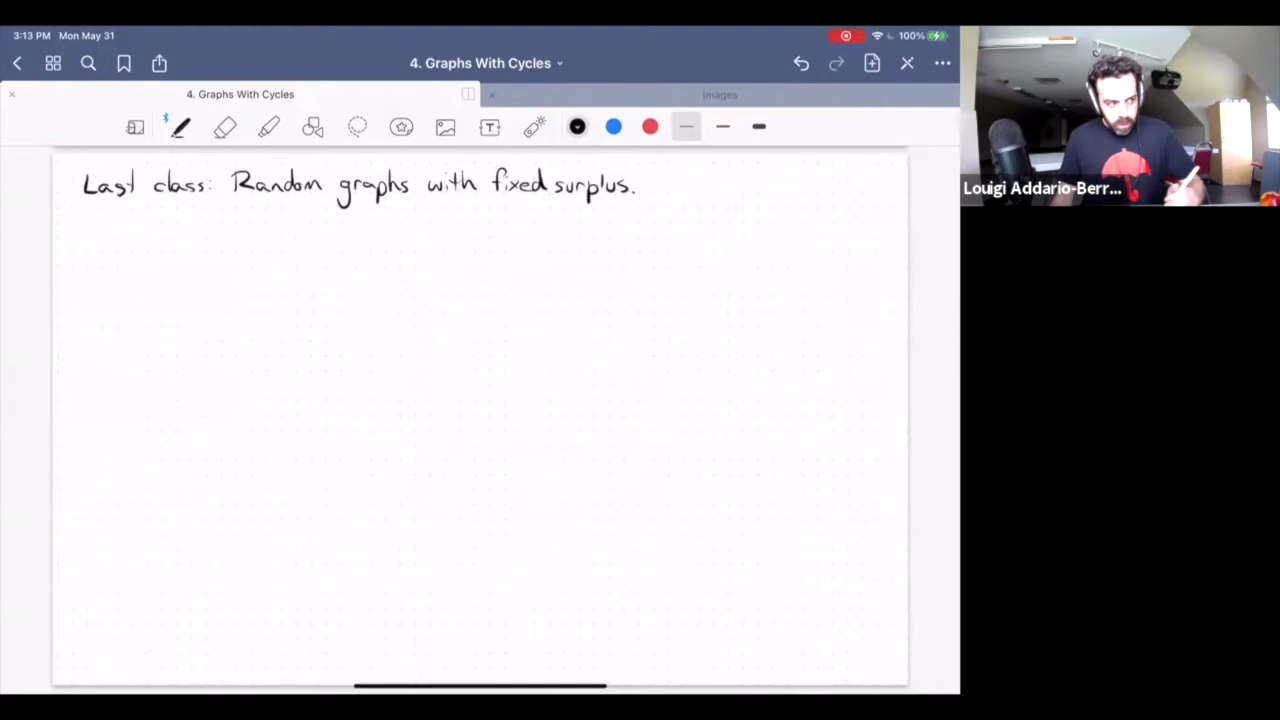 3:13 PM Mon May 31
100%
4. Graphs With Cycles
4. Graphs With Cycles
Images
Last class: Random graphs with fixed surplus.
Louigi Addario-Berr...